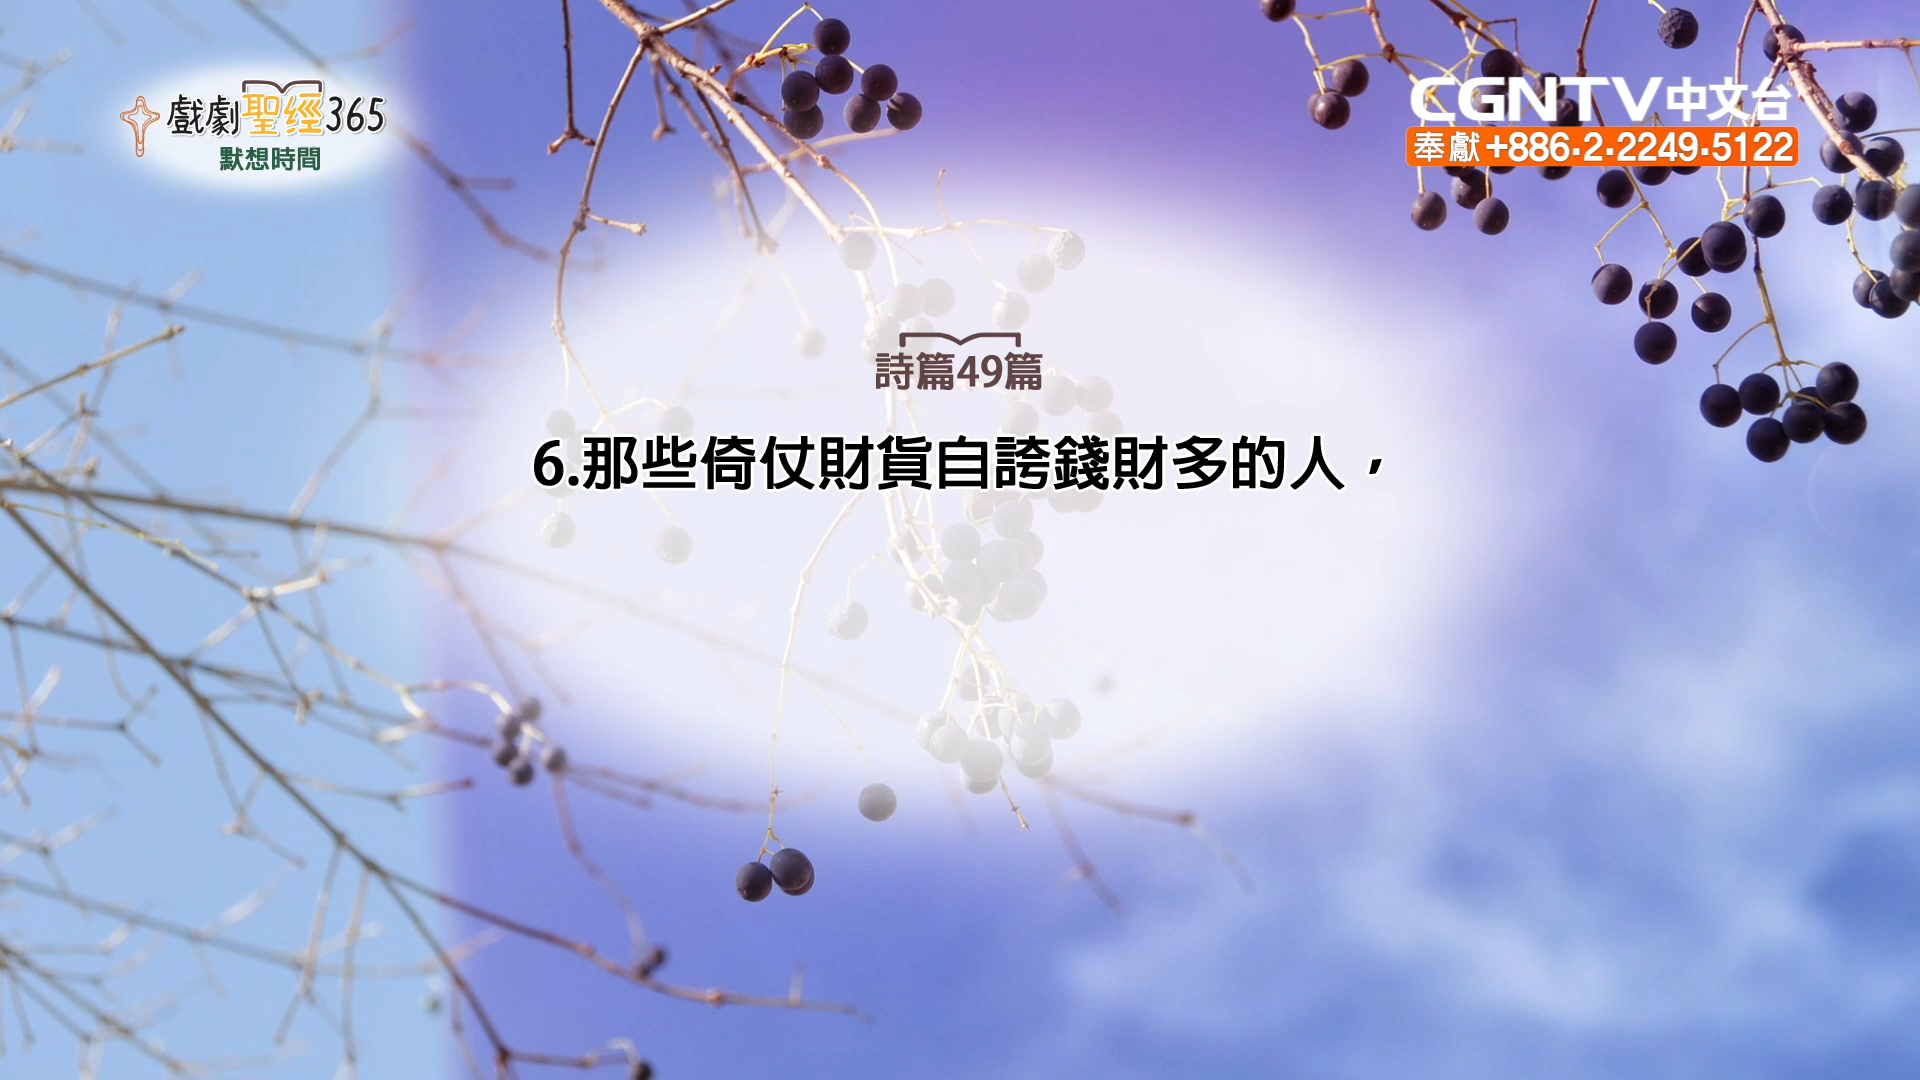 戲劇聖經365
默想時間
CGNTV中文台
奉獻 +886·2·2249·5122
詩篇49篇
6.那些倚仗財貨自誇錢財多的人，